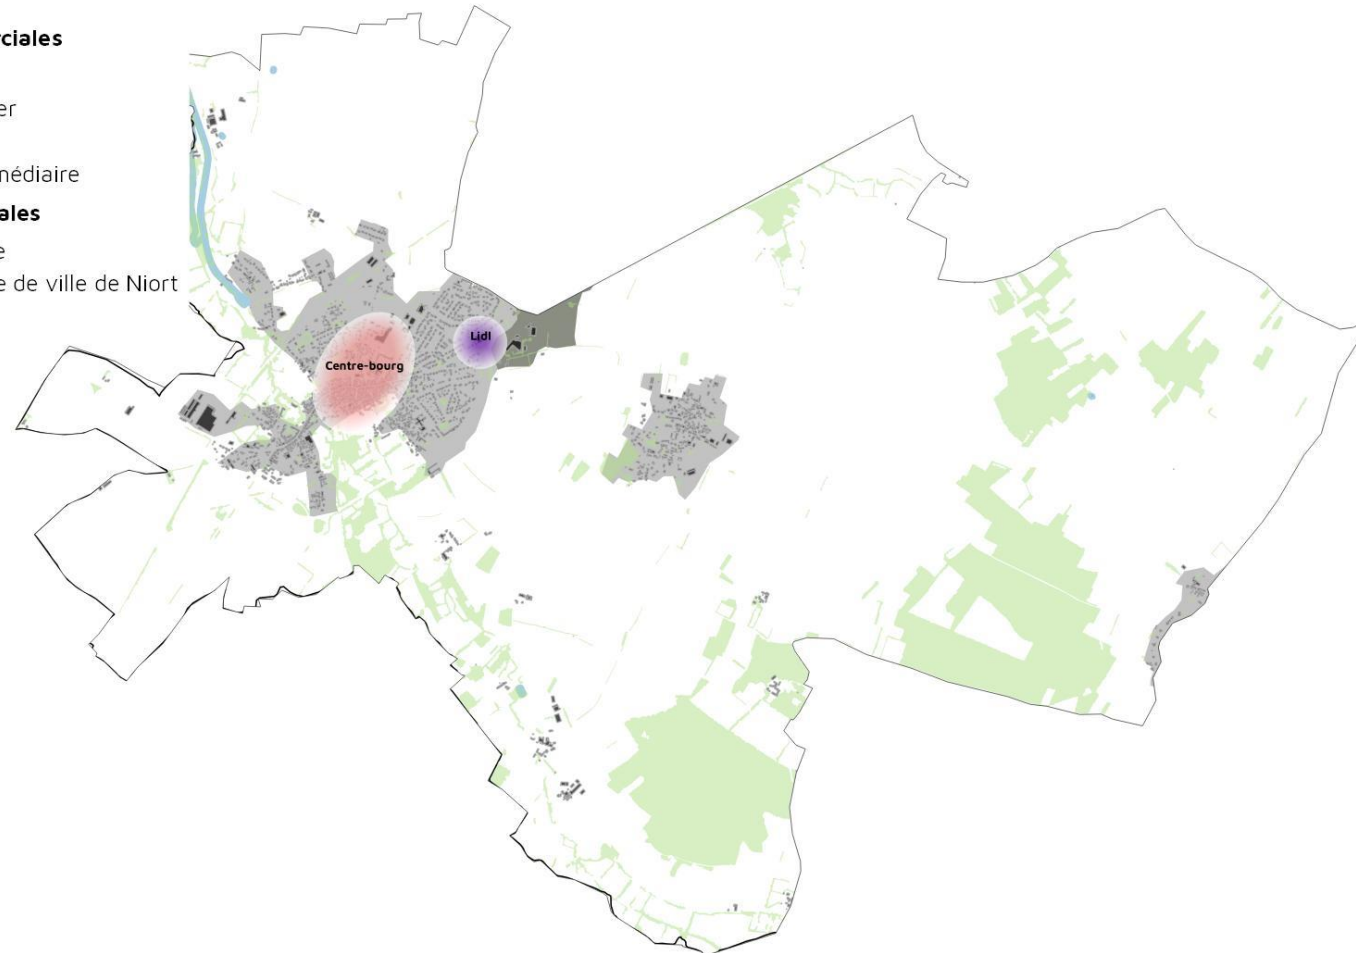 rciales
er
médiaire
ales
e
e de ville de Niort
Lidl
Centre-bourg